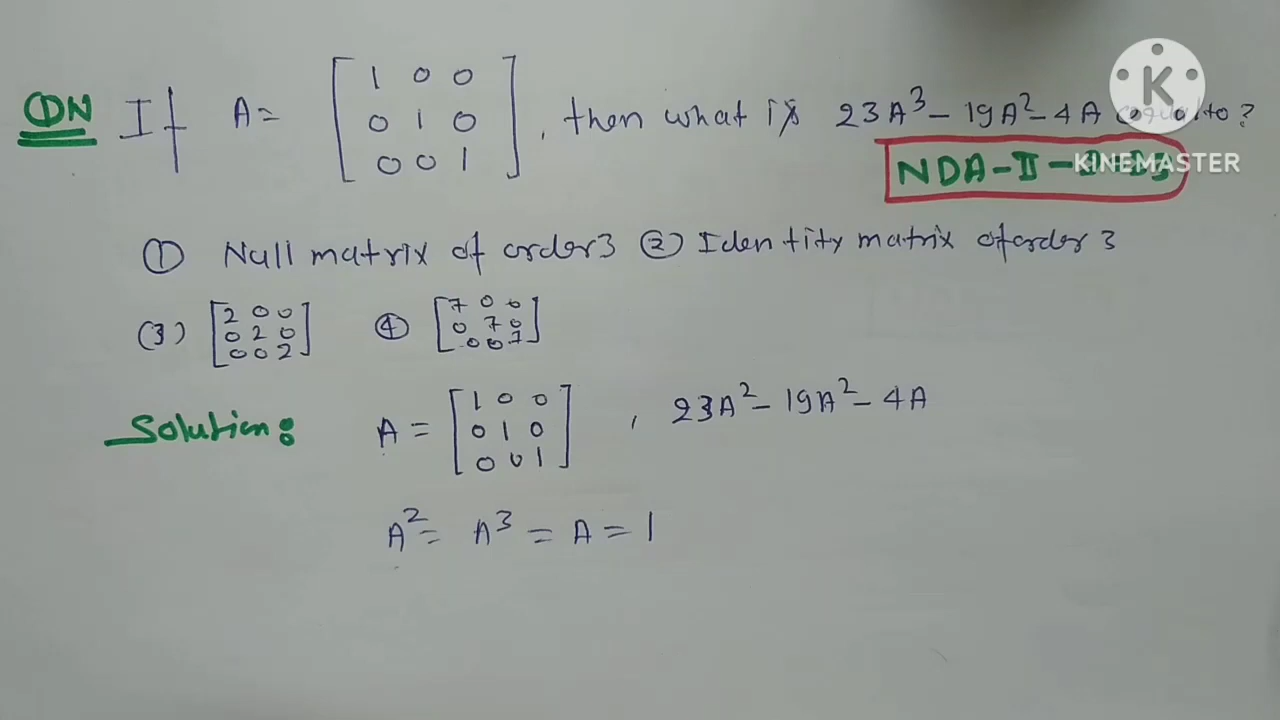 QN If A = [ 1 0 0 , then what is 23A³ - 19A² - 4A equal to?
0 1 0
0 0 1 ]
K
KINEMASTER
NDA-II-
① Null matrix of order 3 ② Identity matrix of order 3
(3) [ 2 0 0 ④ [ 7 0 0
0 2 0 0 7 0
0 0 2 ] 0 0 7 ]
Solution: A = [ 1 0 0 , 23A² - 19A² - 4A
0 1 0
0 0 1 ]
A² = A³ = A = 1